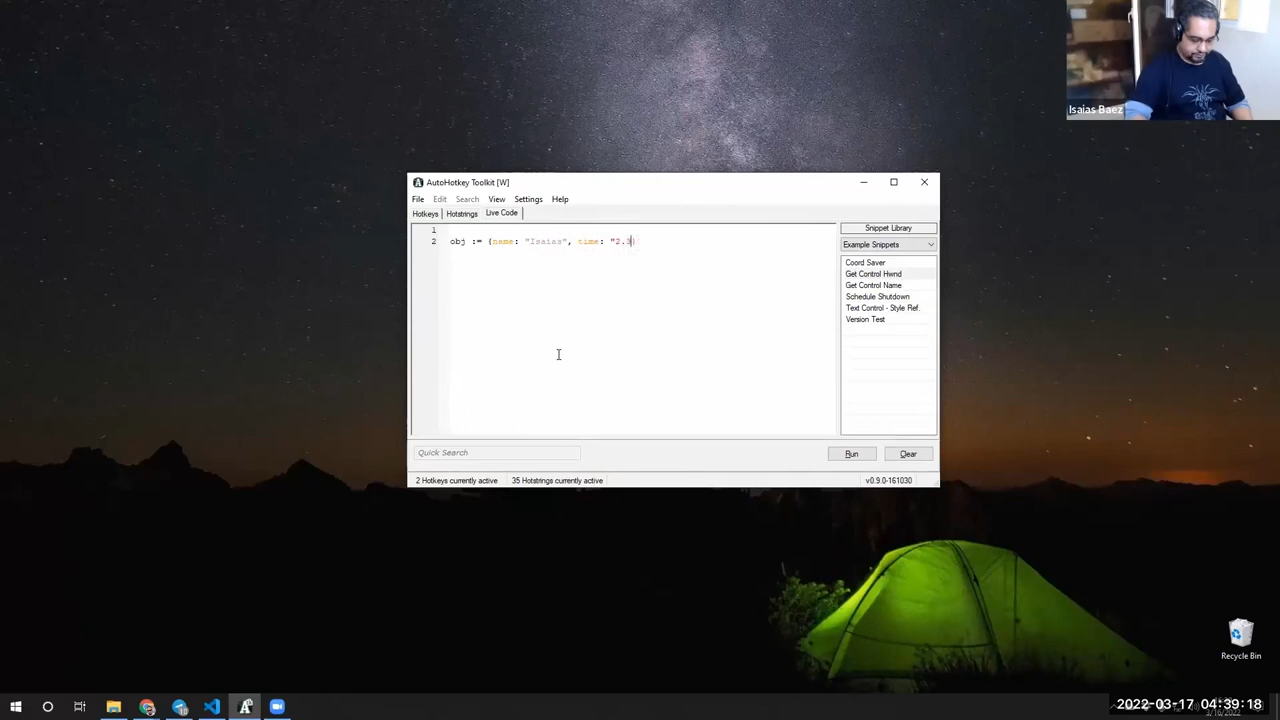 Isaias Baez
AutoHotkey Toolkit [W]
File Edit Search View Settings Help
Hotkeys Hotstrings Live Code
1
2 obj := {name: "Isaias", time: "2.3}
Snippet Library
Example Snippets
Coord Saver
Get Control Hwnd
Get Control Name
Schedule Shutdown
Text Control - Style Ref.
Version Test
Quick Search
Run Clear
2 Hotkeys currently active 35 Hotstrings currently active v0.9.0-161030
Recycle Bin
2022-03-17 04:39:18